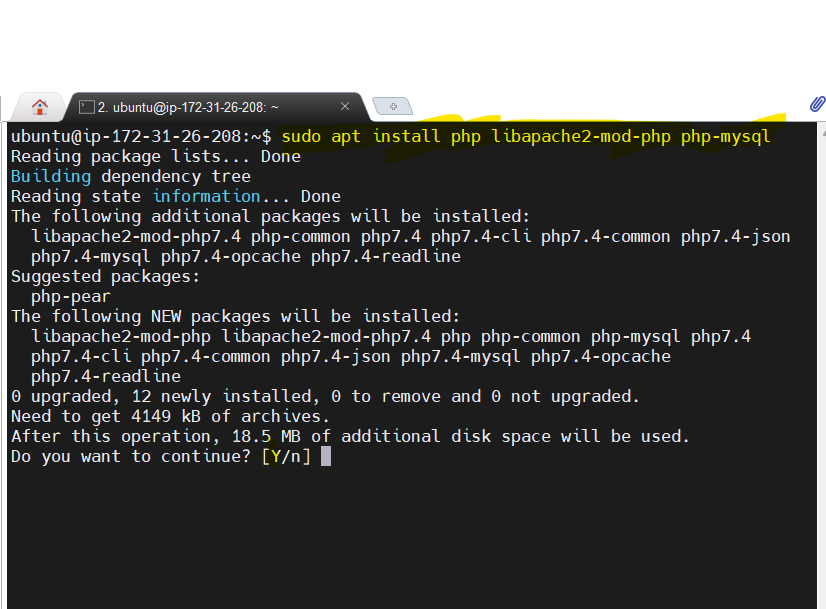 2. ubuntu@ip-172-31-26-208: ~
ubuntu@ip-172-31-26-208:~$ sudo apt install php libapache2-mod-php php-mysql
Reading package lists... Done
Building dependency tree
Reading state information... Done
The following additional packages will be installed:
  libapache2-mod-php7.4 php-common php7.4 php7.4-cli php7.4-common php7.4-json
  php7.4-mysql php7.4-opcache php7.4-readline
Suggested packages:
  php-pear
The following NEW packages will be installed:
  libapache2-mod-php libapache2-mod-php7.4 php php-common php-mysql php7.4
  php7.4-cli php7.4-common php7.4-json php7.4-mysql php7.4-opcache
  php7.4-readline
0 upgraded, 12 newly installed, 0 to remove and 0 not upgraded.
Need to get 4149 kB of archives.
After this operation, 18.5 MB of additional disk space will be used.
Do you want to continue? [Y/n]